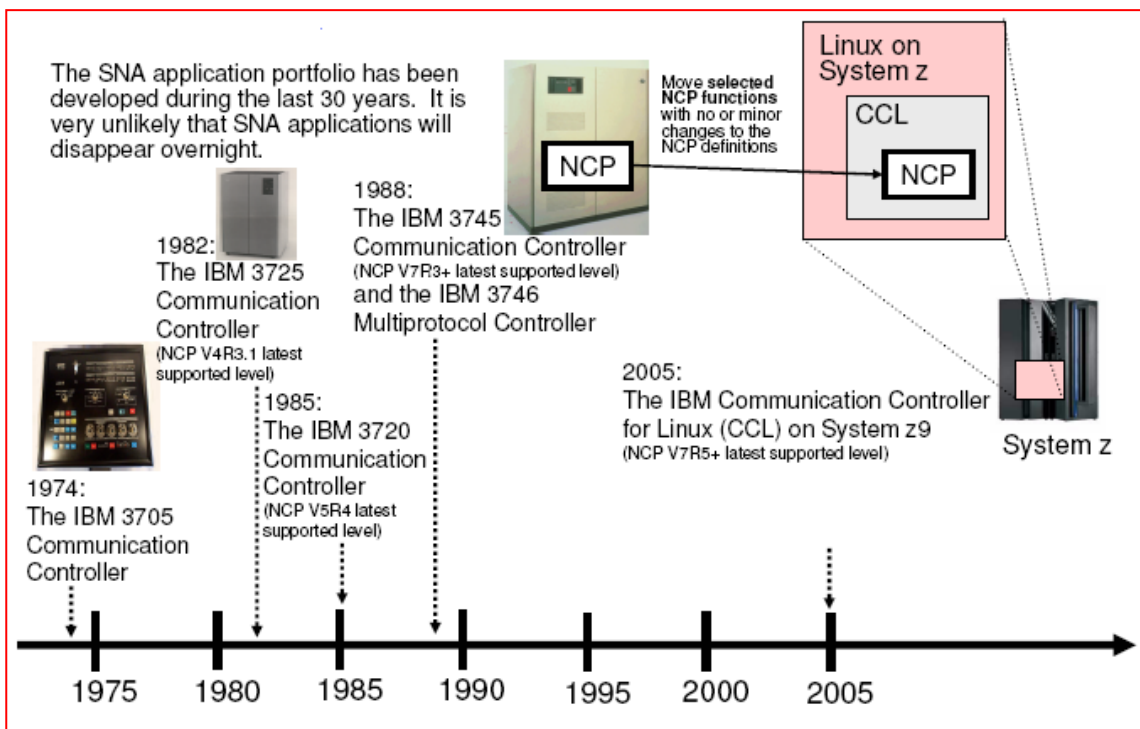 The SNA application portfolio has been
developed during the last 30 years.  It is
very unlikely that SNA applications will
disappear overnight.
NCP
Move selected
NCP functions
with no or minor
changes to the
NCP definitions
Linux on
System z
CCL
NCP
System z
1974:
The IBM 3705
Communication
Controller
1982:
The IBM 3725
Communication
Controller
(NCP V4R3.1 latest
supported level)
1985:
The IBM 3720
Communication
Controller
(NCP V5R4 latest
supported level)
1988:
The IBM 3745
Communication Controller
(NCP V7R3+ latest supported level)
and the IBM 3746
Multiprotocol Controller
2005:
The IBM Communication Controller
for Linux (CCL) on System z9
(NCP V7R5+ latest supported level)
1975
1980
1985
1990
1995
2000
2005